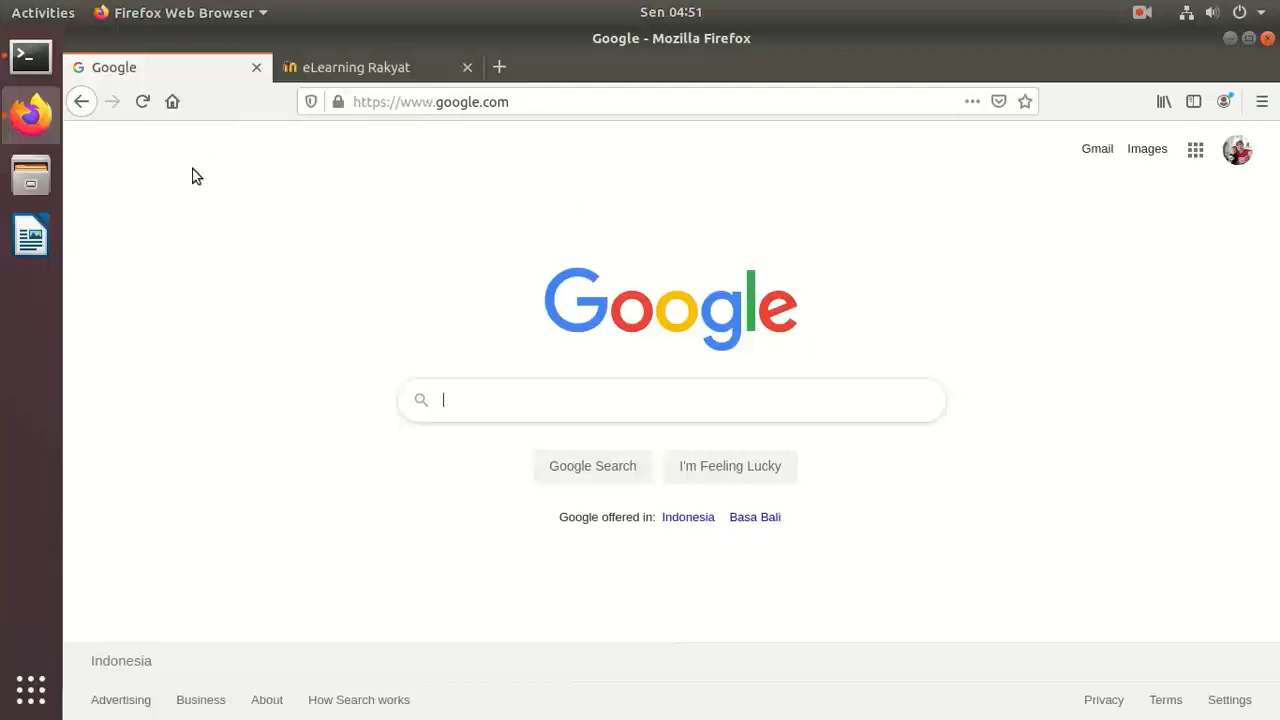 Activities Firefox Web Browser Sen 04:51
Google - Mozilla Firefox
Google eLearning Rakyat
https://www.google.com
Gmail Images
Google
Google Search I'm Feeling Lucky
Google offered in: Indonesia Basa Bali
Indonesia
Advertising Business About How Search works Privacy Terms Settings